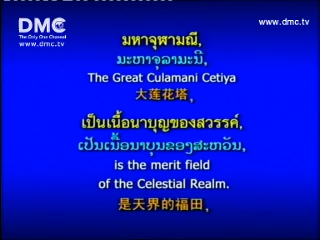 DMC
The Only One Channel
www.dmc.tv
www.dmc.tv
มหาจุฬามณี,
ມະຫາຈຸລາມະນີ,
The Great Culamani Cetiya
大莲花塔,
เป็นเนื้อนาบุญของสวรรค์,
ເປັນເນື້ອນາບຸນຂອງສະຫວັນ,
is the merit field
of the Celestial Realm.
是天界的福田,